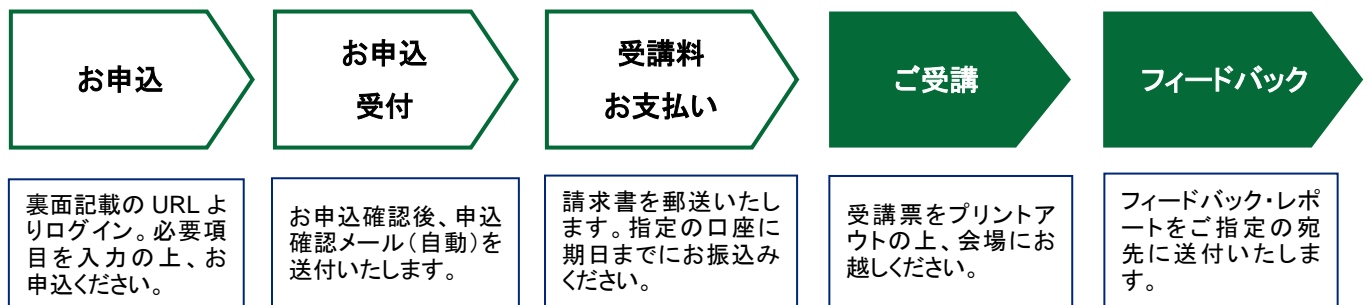 お申込
お申込
受付
受講料
お支払い
ご受講
フィードバック
裏面記載の URL よ
りログイン。必要項
目を入力の上、お
申込ください。
お申込確認後、申込
確認メール（自動）を
送付いたします。
請求書を郵送いたし
ます。指定の口座に
期日までにお振込み
ください。
受講票をプリントア
ウトの上、会場にお
越しください。
フィードバック・レポ
ートをご指定の宛
先に送付いたしま
す。